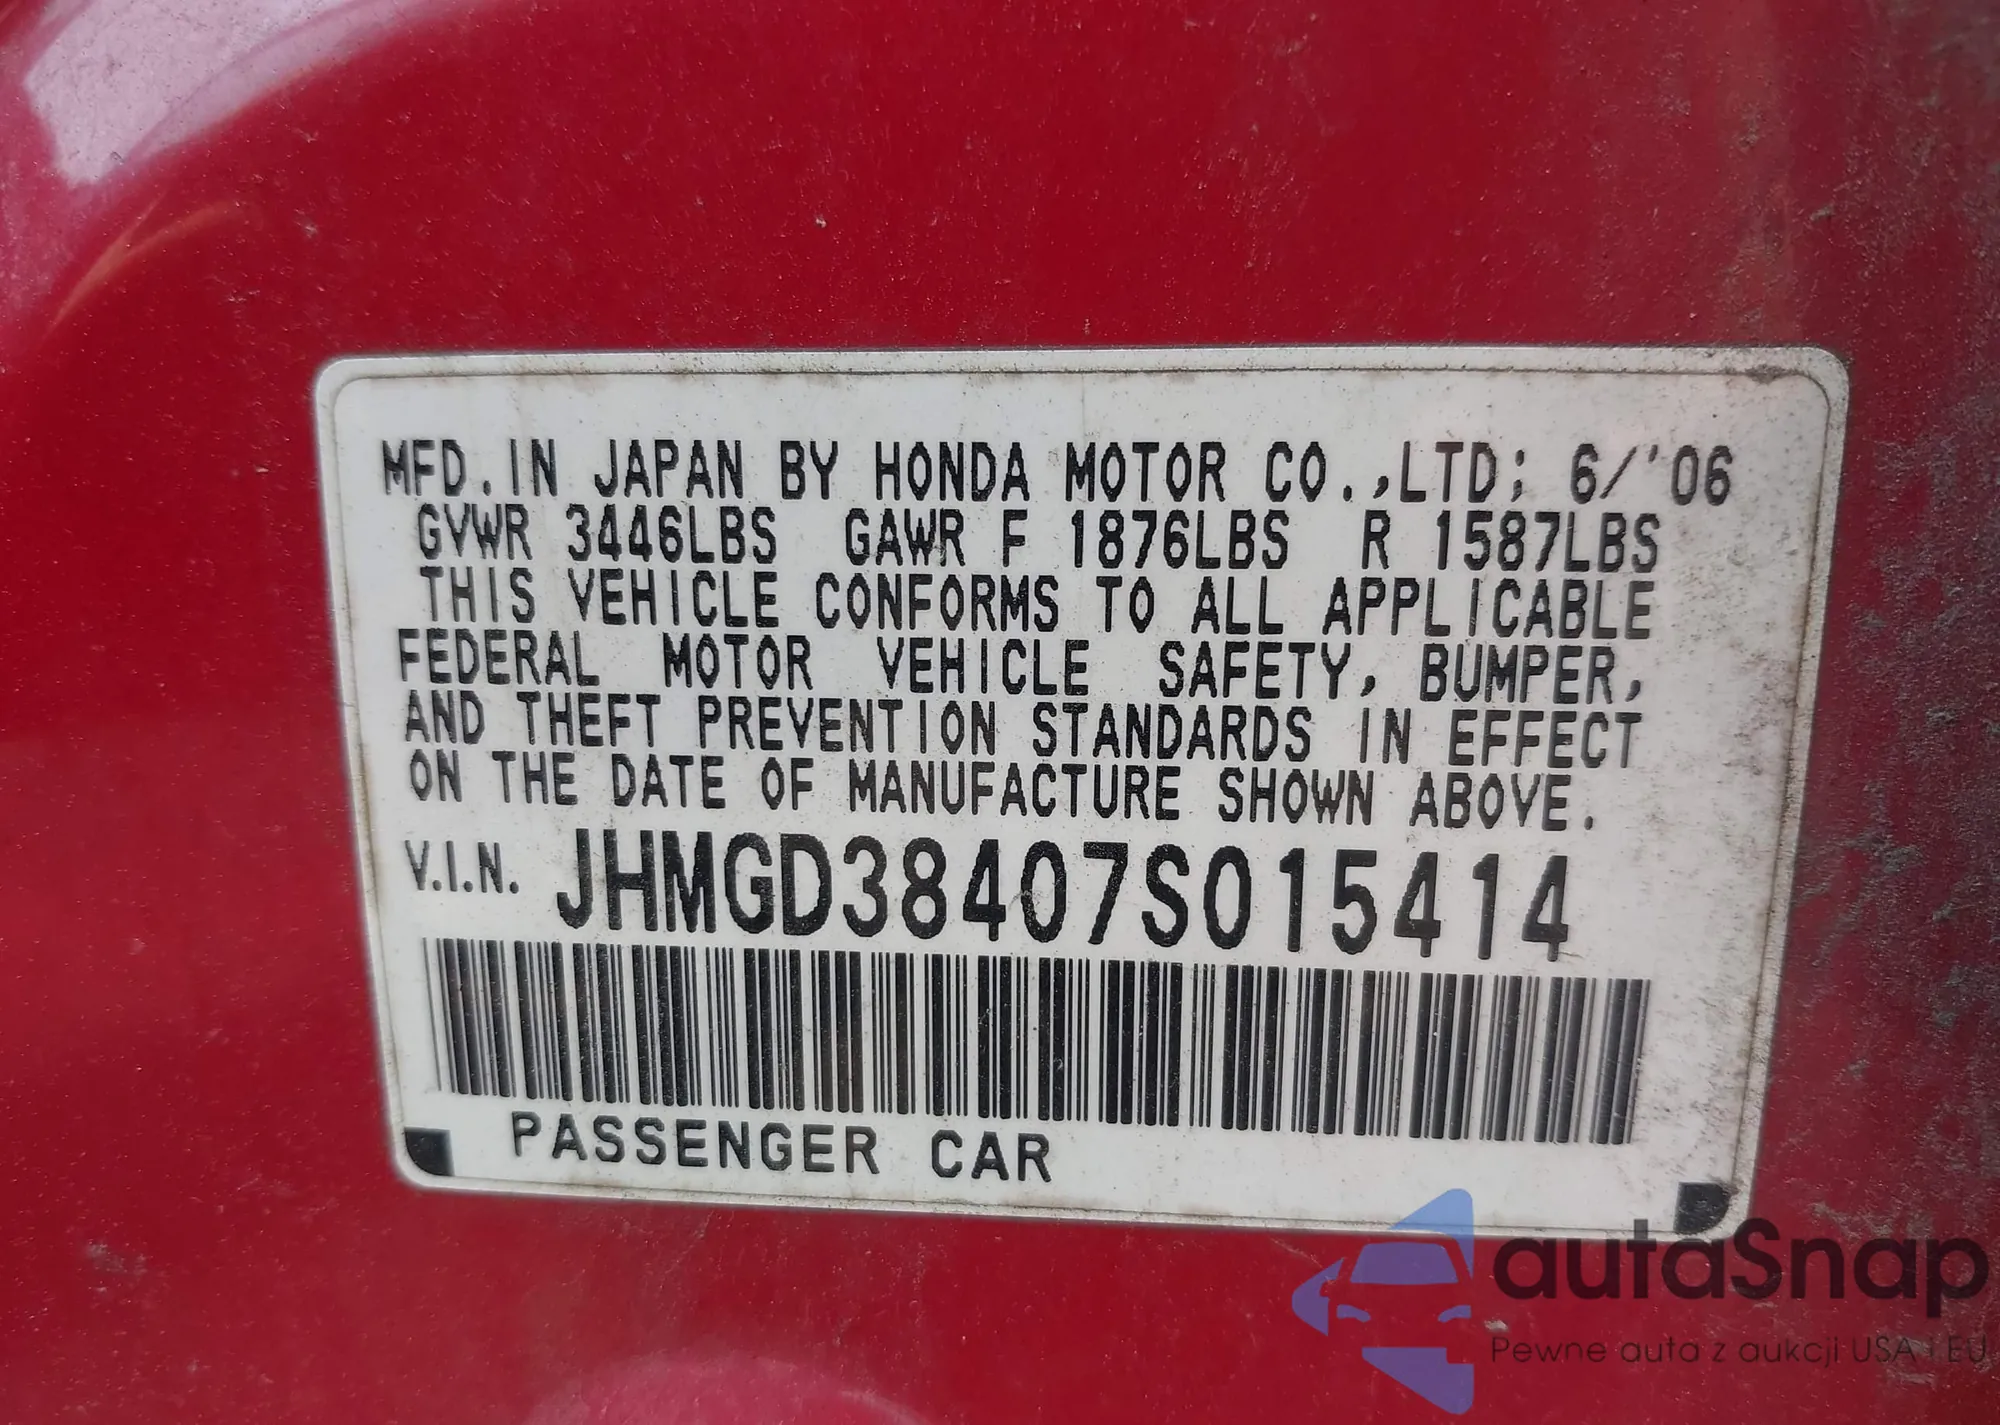 MFD.IN JAPAN BY HONDA MOTOR CO.,LTD; 6/'06
GVWR 3446LBS GAWR F 1876LBS R 1587LBS
THIS VEHICLE CONFORMS TO ALL APPLICABLE
FEDERAL MOTOR VEHICLE SAFETY, BUMPER,
AND THEFT PREVENTION STANDARDS IN EFFECT
ON THE DATE OF MANUFACTURE SHOWN ABOVE.
V.I.N. JHMGD38407S015414
PASSENGER CAR
autaSnap
Pewne auta z aukcji USA i EU